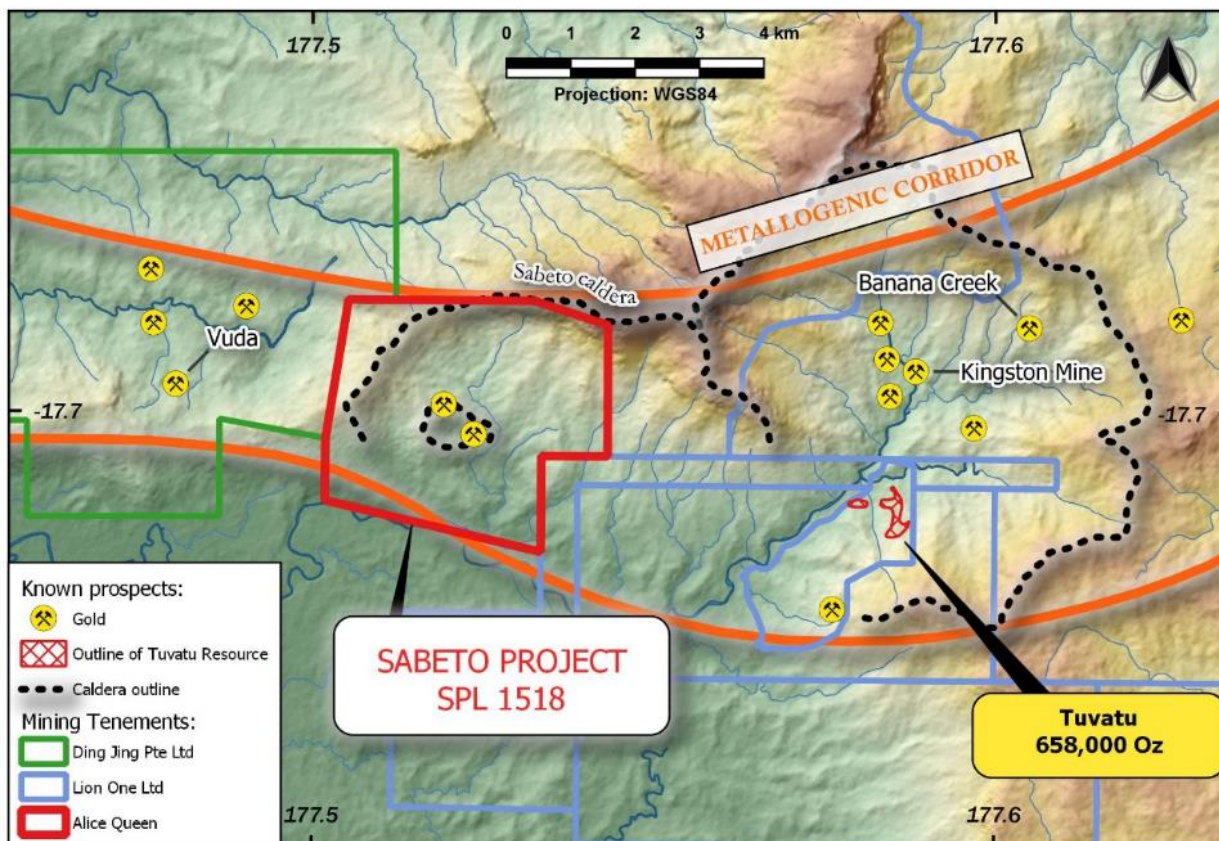 177.5
0 1 2 3 4 km
Projection: WGS84
177.6
METALLOGENIC CORRIDOR
Sabeto caldera
Banana Creek
Vuda
Kingston Mine
-17.7
-17.7
Known prospects:
Gold
Outline of Tuvatu Resource
Caldera outline
Mining Tenements:
Ding Jing Pte Ltd
Lion One Ltd
Alice Queen
SABETO PROJECT
SPL 1518
Tuvatu
658,000 Oz
177.5
177.6